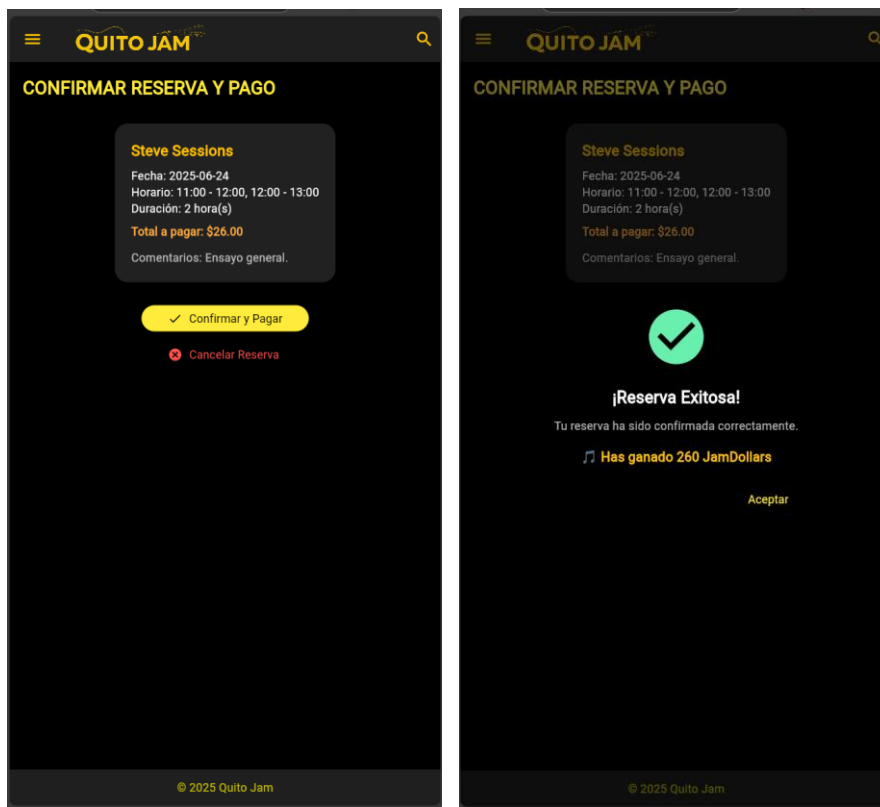 QUITO JAM
CONFIRMAR RESERVA Y PAGO
Steve Sessions
Fecha: 2025-06-24
Horario: 11:00 - 12:00, 12:00 - 13:00
Duración: 2 hora(s)
Total a pagar: $26.00
Comentarios: Ensayo general.
Confirmar y Pagar
Cancelar Reserva
© 2025 Quito Jam
QUITO JAM
CONFIRMAR RESERVA Y PAGO
Steve Sessions
Fecha: 2025-06-24
Horario: 11:00 - 12:00, 12:00 - 13:00
Duración: 2 hora(s)
Total a pagar: $26.00
Comentarios: Ensayo general.
¡Reserva Exitosa!
Tu reserva ha sido confirmada correctamente.
🎵 Has ganado 260 JamDollars
Aceptar
© 2025 Quito Jam